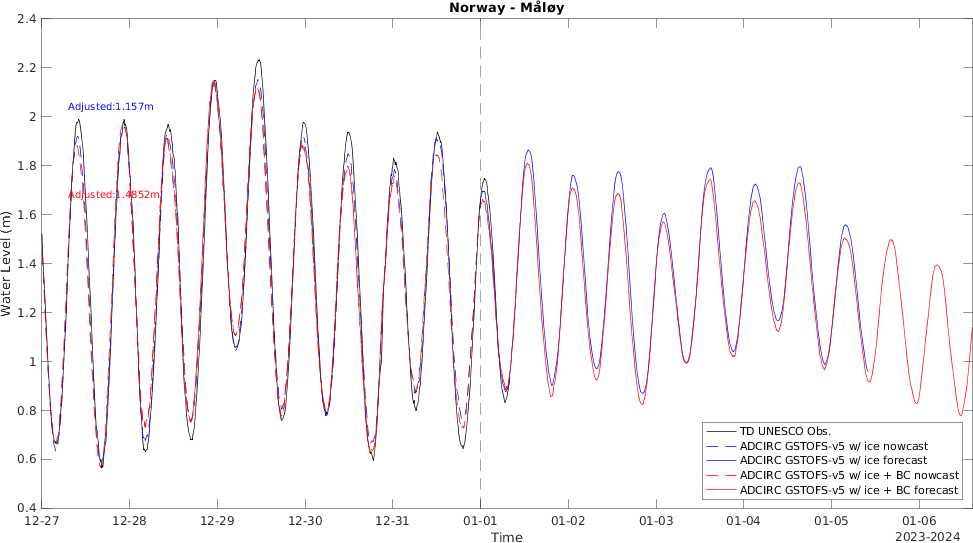 Norway - Måløy
2.4
2.2
2
1.8
1.6
1.4
1.2
1
0.8
0.6
0.4
Water Level (m)
Adjusted:1.157m
Adjusted:1.4852m
TD UNESCO Obs.
ADCIRC GSTOFS-v5 w/ ice nowcast
ADCIRC GSTOFS-v5 w/ ice forecast
ADCIRC GSTOFS-v5 w/ ice + BC nowcast
ADCIRC GSTOFS-v5 w/ ice + BC forecast
12-27 12-28 12-29 12-30 12-31 01-01 01-02 01-03 01-04 01-05 01-06
Time
2023-2024